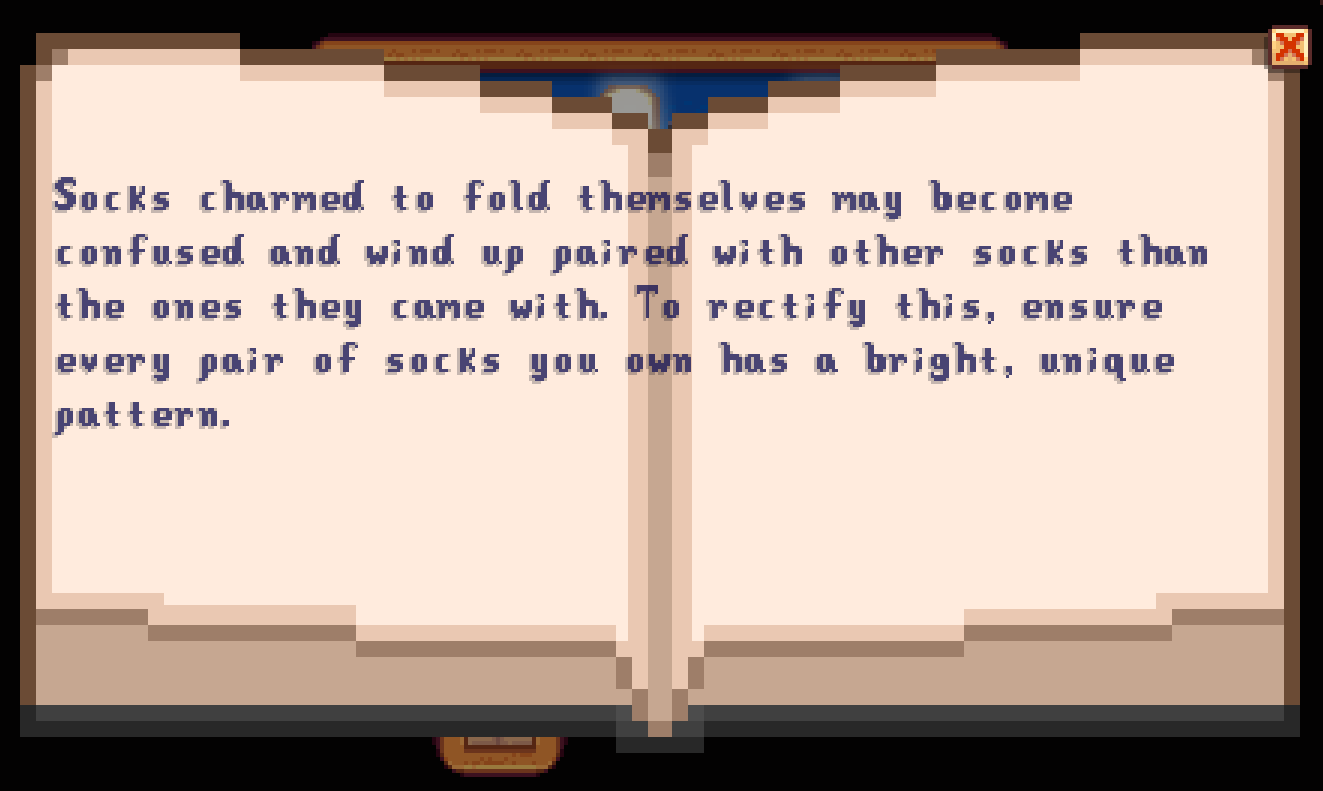 Socks charmed to fold themselves may become
confused and wind up paired with other socks than
the ones they came with. To rectify this, ensure
every pair of socks you own has a bright, unique
pattern.